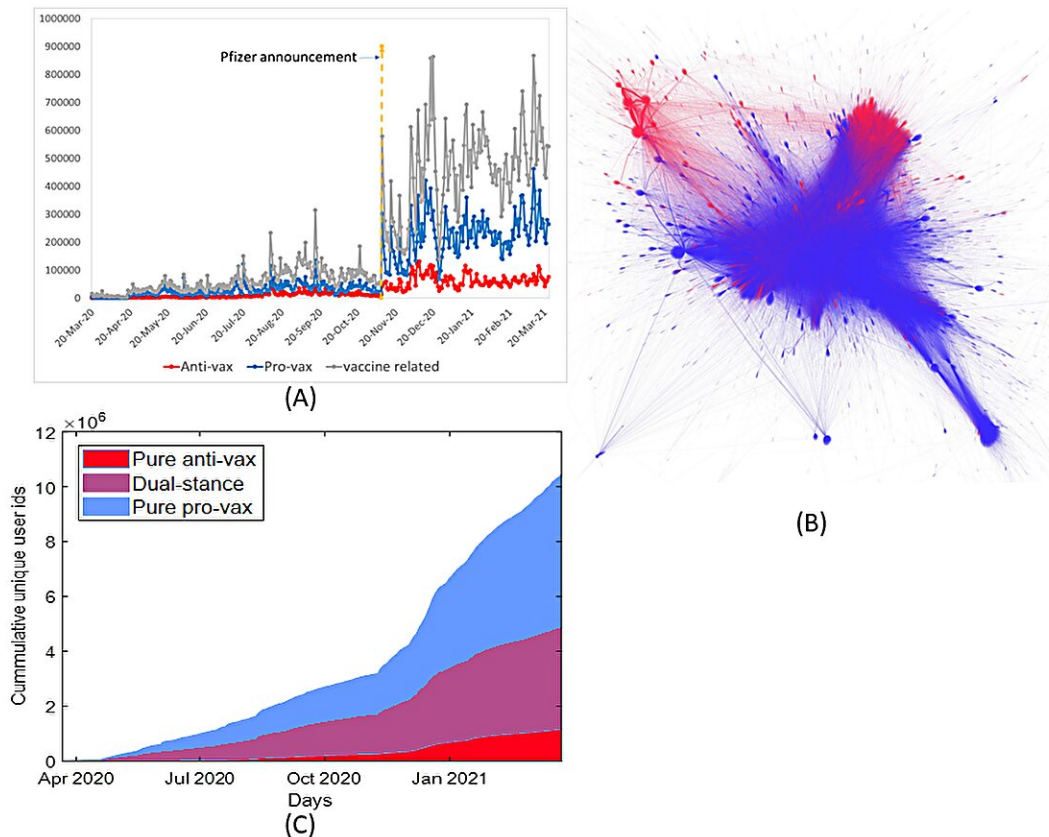 1000000
900000
800000
700000
600000
500000
400000
300000
200000
100000
0
Pfizer announcement
20-Mar-20
20-Apr-20
20-May-20
20-Jun-20
20-Jul-20
20-Aug-20
20-Sep-20
20-Oct-20
20-Nov-20
20-Dec-20
20-Jan-21
20-Feb-21
20-Mar-21
Anti-vax Pro-vax vaccine related
(A)
(B)
×10⁶
12
10
8
6
4
2
0
Cummulative unique user ids
Pure anti-vax
Dual-stance
Pure pro-vax
Apr 2020 Jul 2020 Oct 2020 Jan 2021
Days
(C)